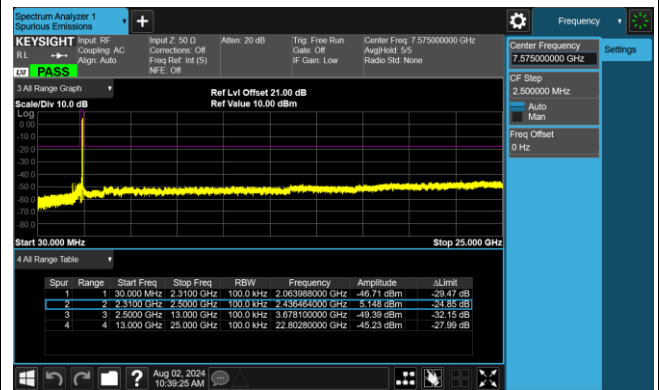 Spectrum Analyzer 1
Spurious Emissions
Frequency
KEYSIGHT
Input: RF
Coupling: AC
Align: Auto
Input Z: 50 Ω
Corrections: Off
Freq Ref: Int (S)
NFE: Off
Atten: 20 dB
Trig: Free Run
Gate: Off
IF Gain: Low
Center Freq: 7.575000000 GHz
Avg|Hold: 5/5
Radio Std: None
RL
LXI
PASS
Center Frequency
7.575000000 GHz
Settings
CF Step
2.500000 MHz
Auto
Man
Freq Offset
0 Hz
3 All Range Graph
Scale/Div 10.0 dB
Ref Lvl Offset 21.00 dB
Ref Value 10.00 dBm
Log
0.00
-10.0
-20.0
-30.0
-40.0
-50.0
-60.0
-70.0
-80.0
Start 30.000 MHz
Stop 25.000 GHz
4 All Range Table
Spur Range Start Freq Stop Freq RBW Frequency Amplitude ΔLimit
1 1 30.000 MHz 2.3100 GHz 100.0 kHz 2.063988000 GHz -46.71 dBm -29.47 dB
2 2 2.3100 GHz 2.5000 GHz 100.0 kHz 2.436464000 GHz 5.148 dBm -24.85 dB
3 3 2.5000 GHz 13.000 GHz 100.0 kHz 3.678100000 GHz -49.39 dBm -32.15 dB
4 4 13.000 GHz 25.000 GHz 100.0 kHz 22.80280000 GHz -45.23 dBm -27.99 dB
?
Aug 02, 2024
10:39:25 AM